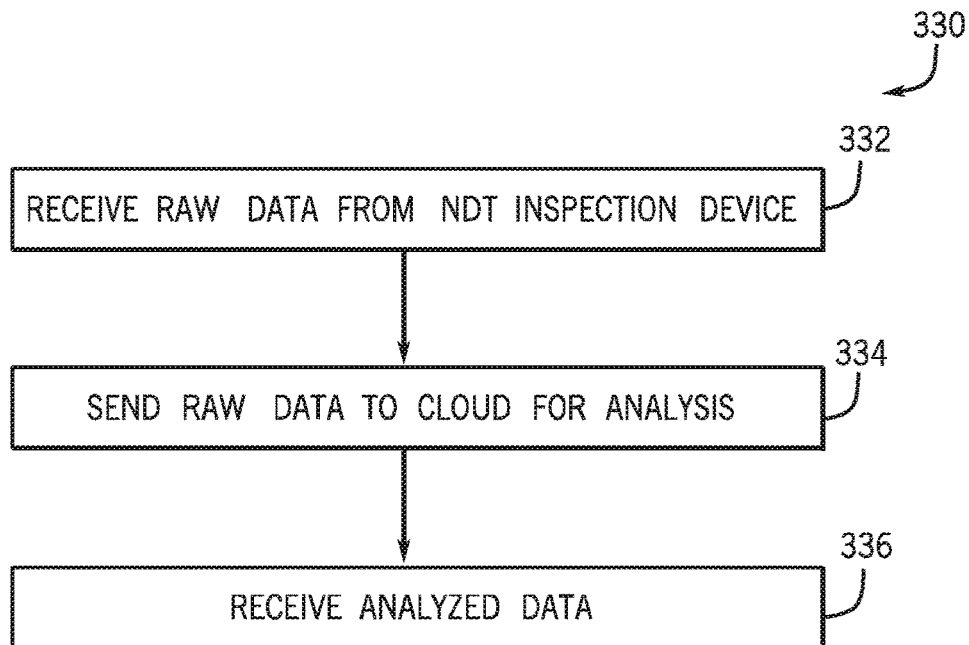 330
332
RECEIVE RAW DATA FROM NDT INSPECTION DEVICE
334
SEND RAW DATA TO CLOUD FOR ANALYSIS
336
RECEIVE ANALYZED DATA